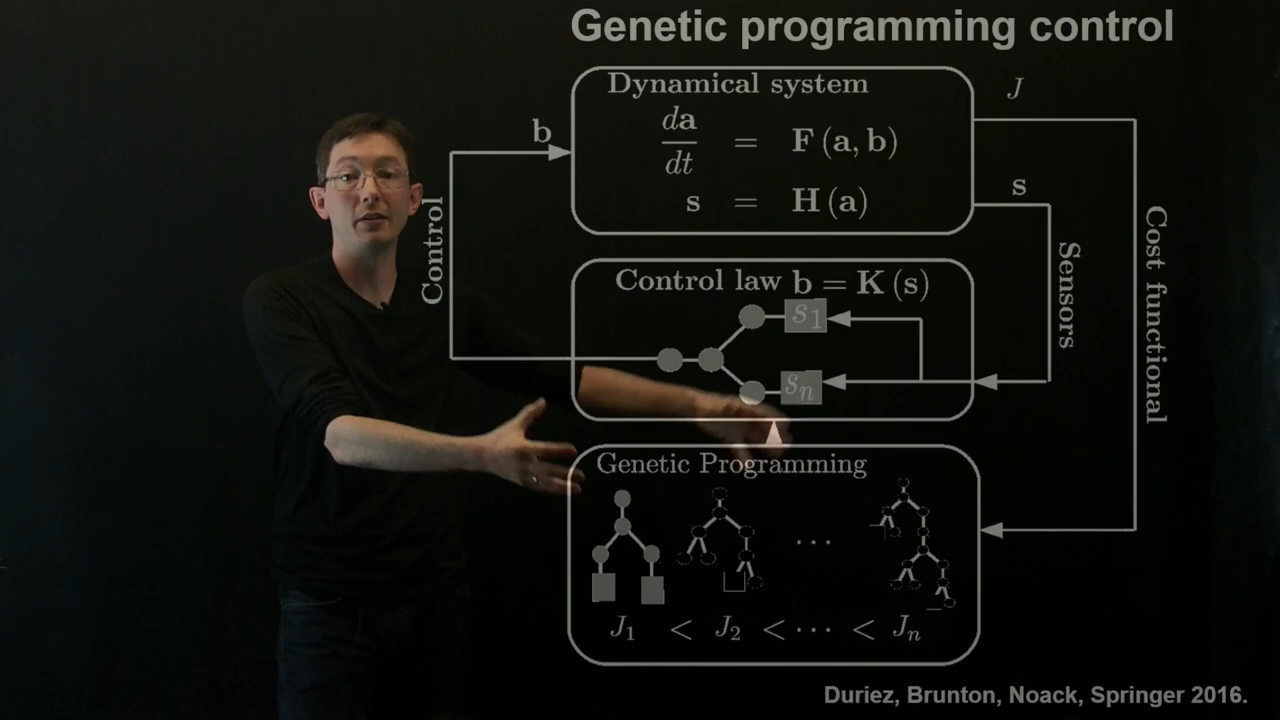 Genetic programming control
Dynamical system
da/dt = F (a, b)
s = H (a)
b
J
s
Control
Sensors
Cost functional
Control law b = K (s)
s1
sn
Genetic Programming
...
J1 < J2 < ... < Jn
Duriez, Brunton, Noack, Springer 2016.